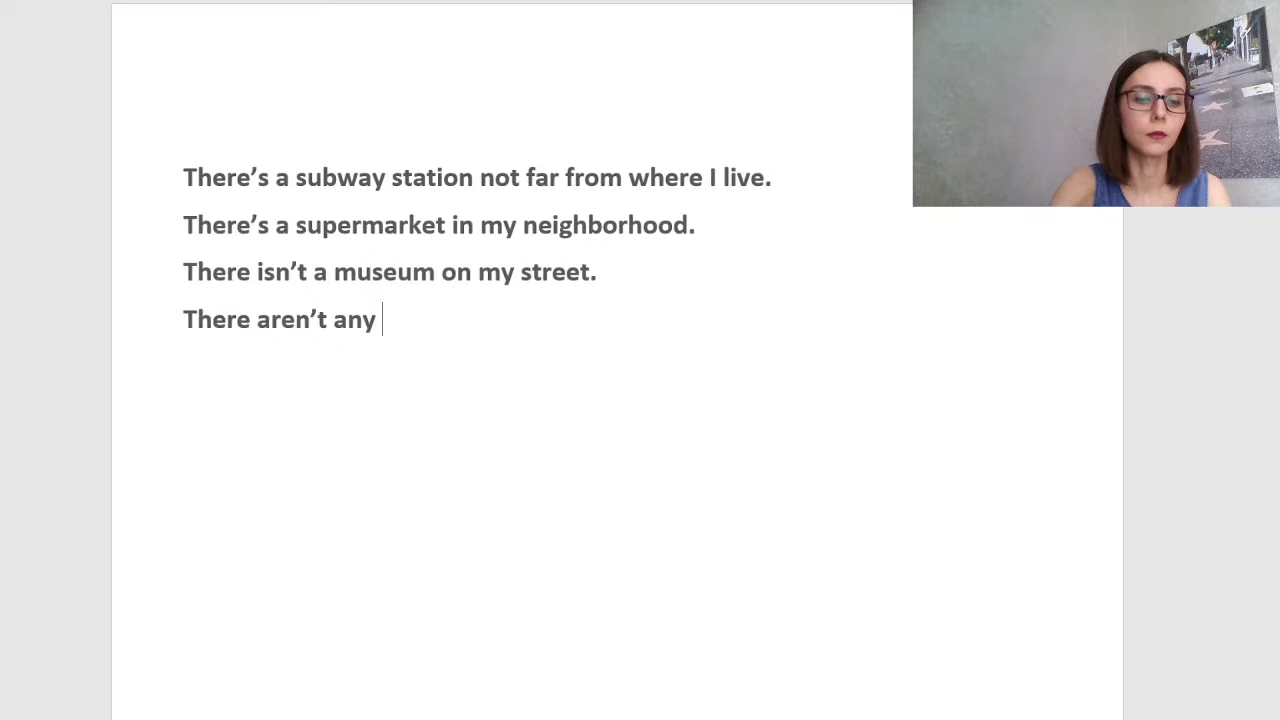 There’s a subway station not far from where I live.
There’s a supermarket in my neighborhood.
There isn’t a museum on my street.
There aren’t any